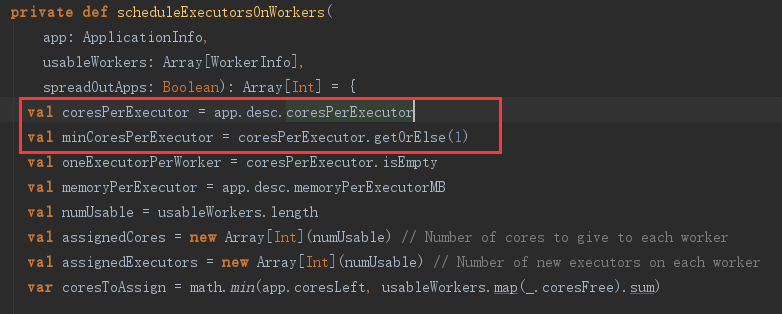 private def scheduleExecutorsOnWorkers(
app: ApplicationInfo,
usableWorkers: Array[WorkerInfo],
spreadOutApps: Boolean): Array[Int] = {
val coresPerExecutor = app.desc.coresPerExecutor
val minCoresPerExecutor = coresPerExecutor.getOrElse(1)
val oneExecutorPerWorker = coresPerExecutor.isEmpty
val memoryPerExecutor = app.desc.memoryPerExecutorMB
val numUsable = usableWorkers.length
val assignedCores = new Array[Int](numUsable) // Number of cores to give to each worker
val assignedExecutors = new Array[Int](numUsable) // Number of new executors on each worker
var coresToAssign = math.min(app.coresLeft, usableWorkers.map(_.coresFree).sum)